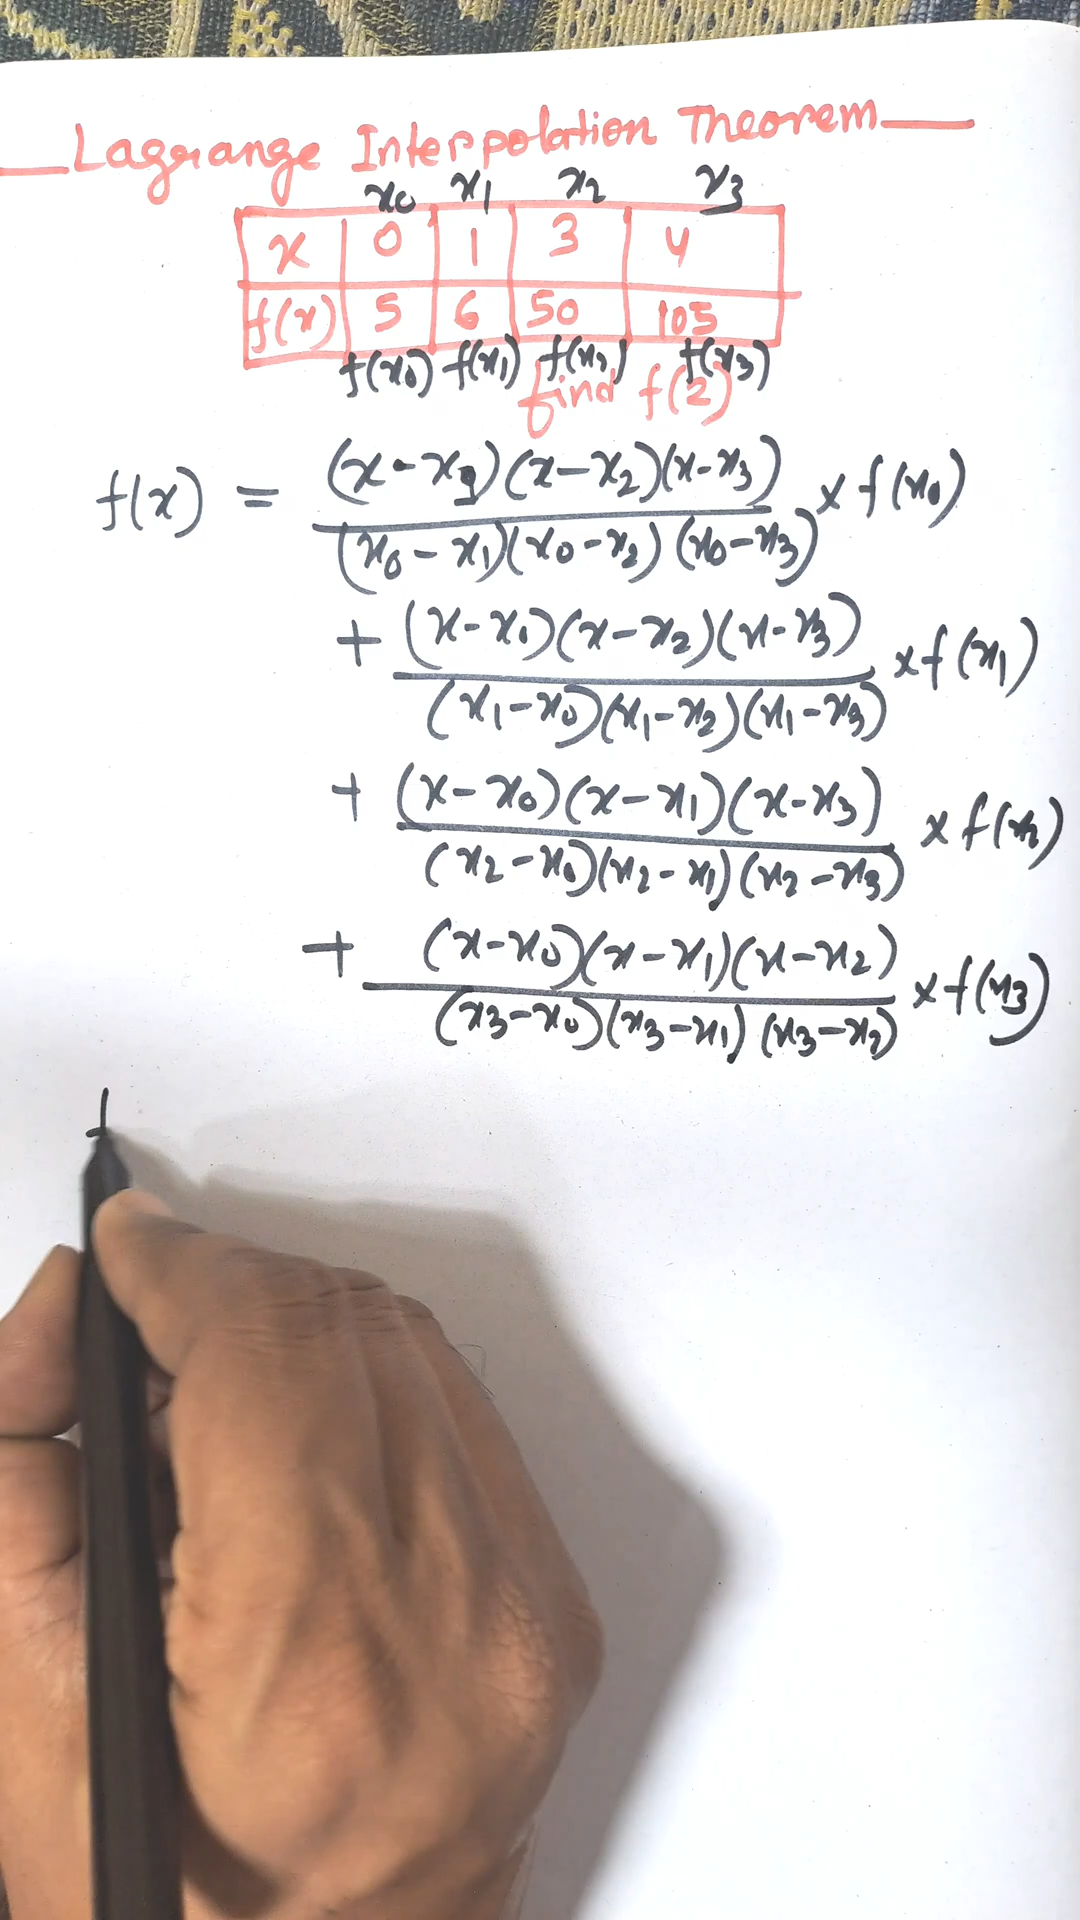 Lagrange Interpolation Theorem
x0 x1 x2 x3
x 0 1 3 4
f(x) 5 6 50 105
f(x0) f(x1) f(x2) f(x3)
find f(2)
f(x) = (x-x1)(x-x2)(x-x3) × f(x0)
(x0-x1)(x0-x2)(x0-x3)
+ (x-x0)(x-x2)(x-x3) × f(x1)
(x1-x0)(x1-x2)(x1-x3)
+ (x-x0)(x-x1)(x-x3) × f(x2)
(x2-x0)(x2-x1)(x2-x3)
+ (x-x0)(x-x1)(x-x2) × f(x3)
(x3-x0)(x3-x1)(x3-x2)